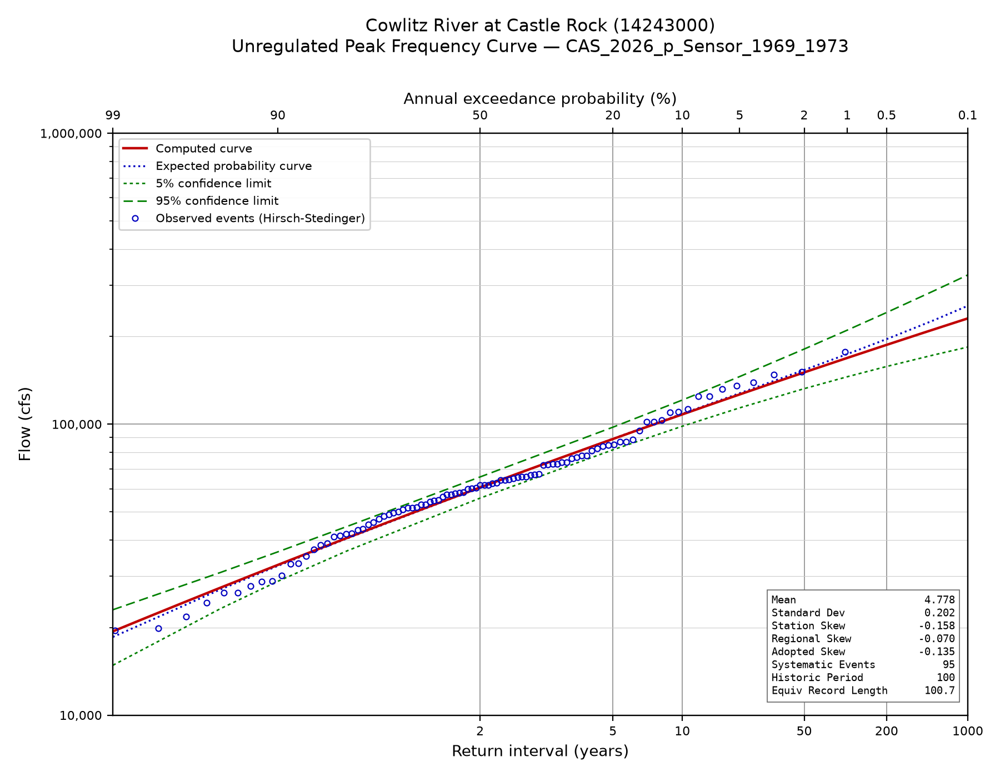 Cowlitz River at Castle Rock (14243000)
Unregulated Peak Frequency Curve — CAS_2026_p_Sensor_1969_1973
Annual exceedance probability (%)
99 90 50 20 10 5 2 1 0.5 0.1
1,000,000
Computed curve
Expected probability curve
5% confidence limit
95% confidence limit
Observed events (Hirsch-Stedinger)
Flow (cfs)
100,000
Mean 4.778
Standard Dev 0.202
Station Skew -0.158
Regional Skew -0.070
Adopted Skew -0.135
Systematic Events 95
Historic Period 100
Equiv Record Length 100.7
10,000
2 5 10 50 200 1000
Return interval (years)